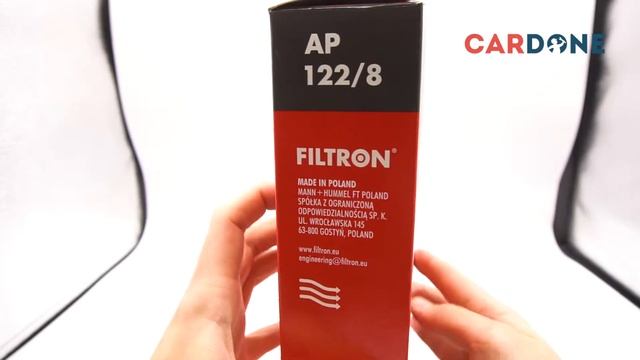 AP
122/8
CARDONE
FILTRON®
MADE IN POLAND
MANN+HUMMEL FT POLAND
SPÓŁKA Z OGRANICZONĄ
ODPOWIEDZIALNOŚCIĄ SP. K.
UL. WROCŁAWSKA 145
63-800 GOSTYŃ, POLAND
www.filtron.eu
engineering@filtron.eu